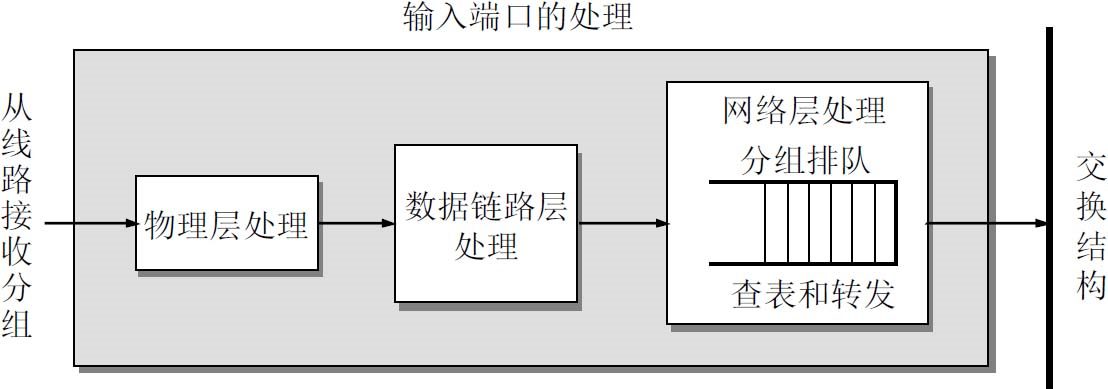 输入端口的处理
从线路接收分组
物理层处理
数据链路层
处理
网络层处理
分组排队
查表和转发
交换结构